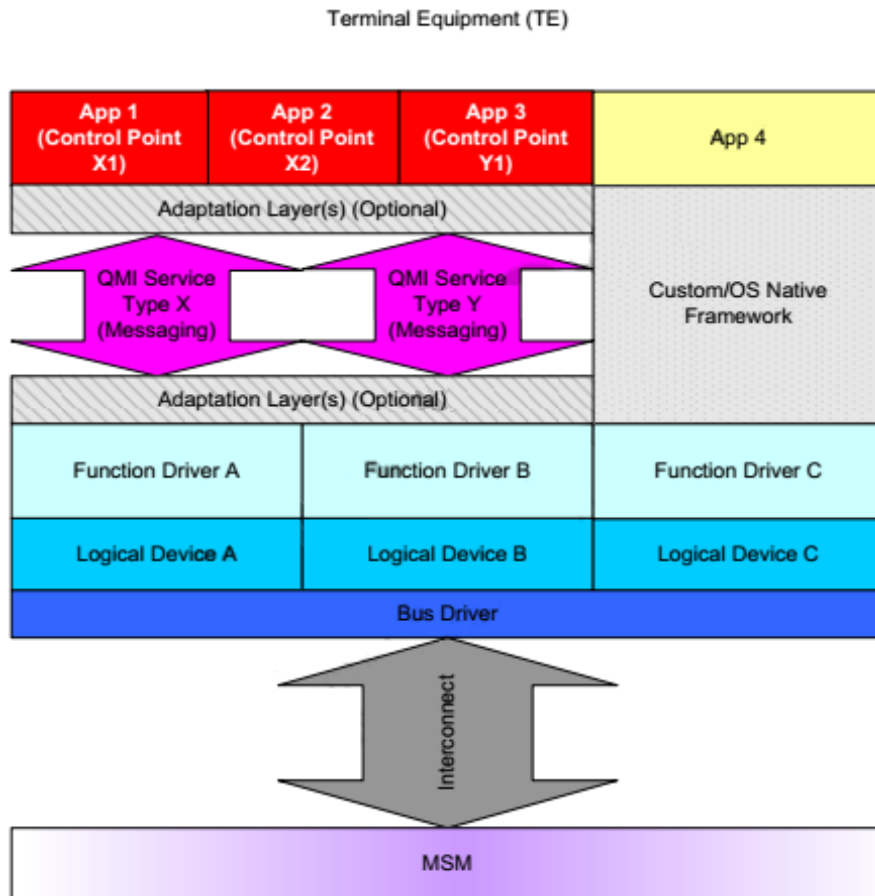 Terminal Equipment (TE)
App 1
(Control Point
X1)
App 2
(Control Point
X2)
App 3
(Control Point
Y1)
App 4
Adaptation Layer(s) (Optional)
QMI Service
Type X
(Messaging)
QMI Service
Type Y
(Messaging)
Custom/OS Native
Framework
Adaptation Layer(s) (Optional)
Function Driver A
Function Driver B
Function Driver C
Logical Device A
Logical Device B
Logical Device C
Bus Driver
Interconnect
MSM